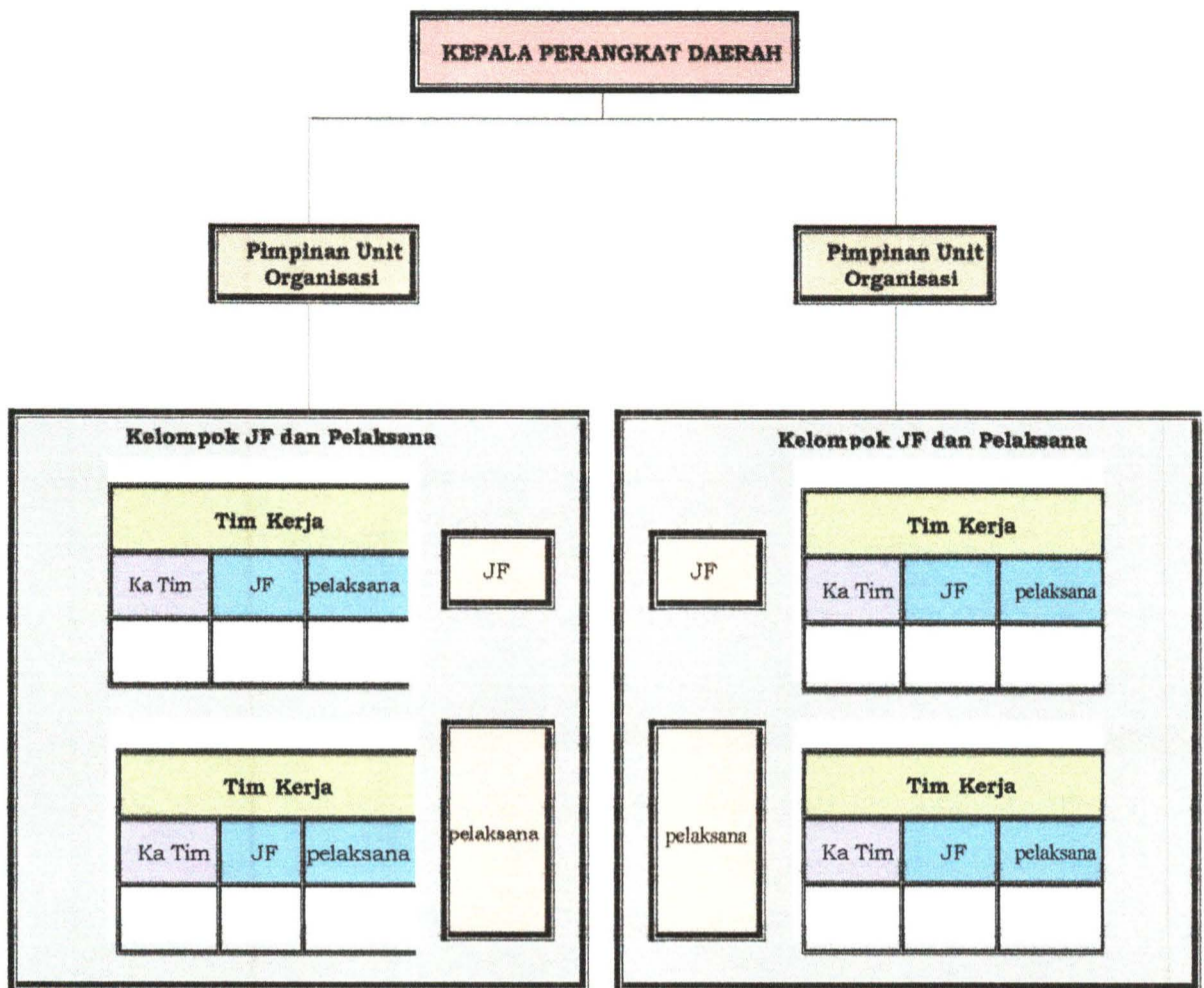 KEPALA PERANGKAT DAERAH
Pimpinan Unit
Organisasi
Pimpinan Unit
Organisasi
Kelompok JF dan Pelaksana
Tim Kerja
Ka Tim JF pelaksana
JF
Tim Kerja
Ka Tim JF pelaksana
pelaksana
Kelompok JF dan Pelaksana
JF
Tim Kerja
Ka Tim JF pelaksana
pelaksana
Tim Kerja
Ka Tim JF pelaksana